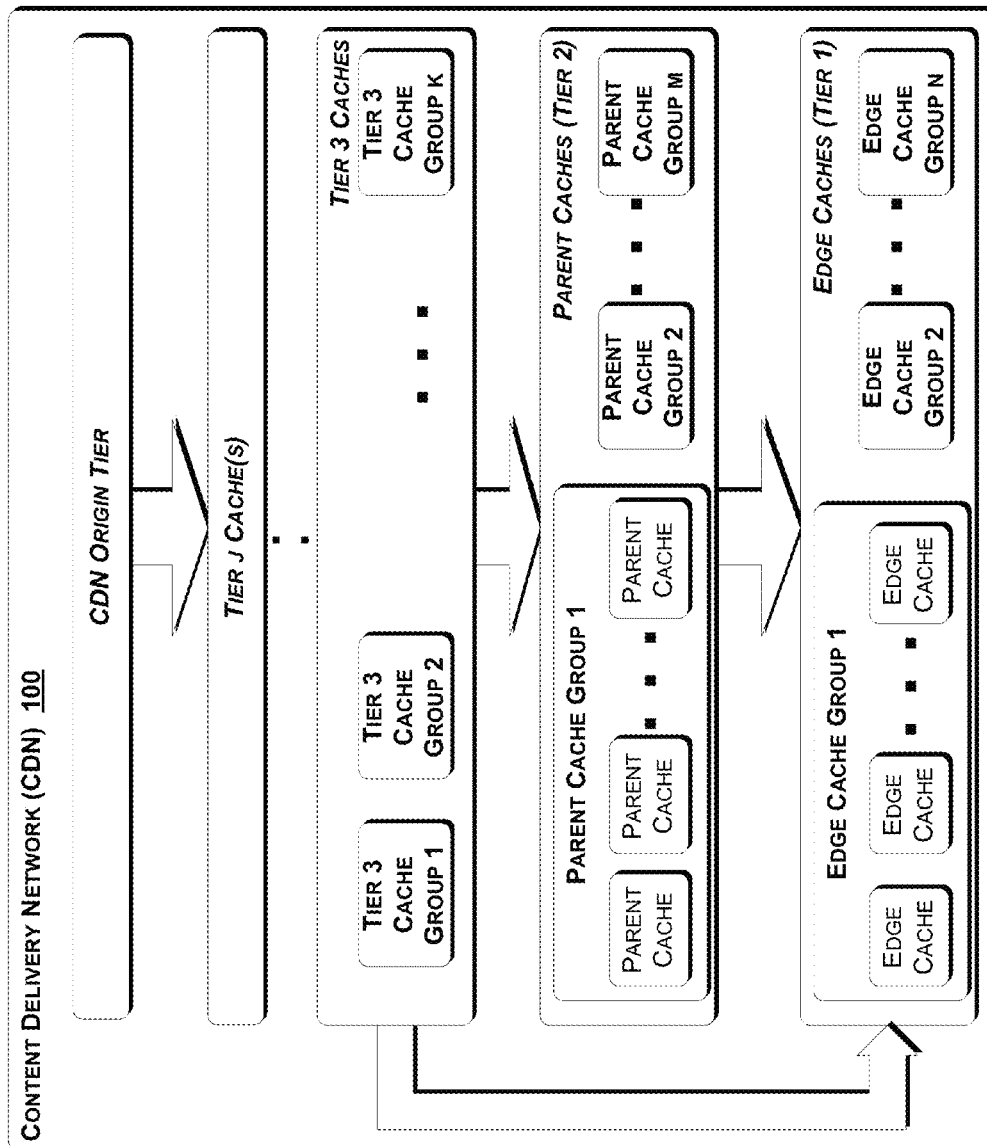 CONTENT DELIVERY NETWORK (CDN) 100
CDN ORIGIN TIER
TIER J CACHE(S)
TIER 3 CACHES
TIER 3
CACHE
GROUP 1
TIER 3
CACHE
GROUP 2
TIER 3
CACHE
GROUP K
PARENT CACHES (TIER 2)
PARENT CACHE GROUP 1
PARENT
CACHE
PARENT
CACHE
PARENT
CACHE
PARENT
CACHE
GROUP 2
PARENT
CACHE
GROUP M
EDGE CACHES (TIER 1)
EDGE CACHE GROUP 1
EDGE
CACHE
EDGE
CACHE
EDGE
CACHE
EDGE
CACHE
GROUP 2
EDGE
CACHE
GROUP N